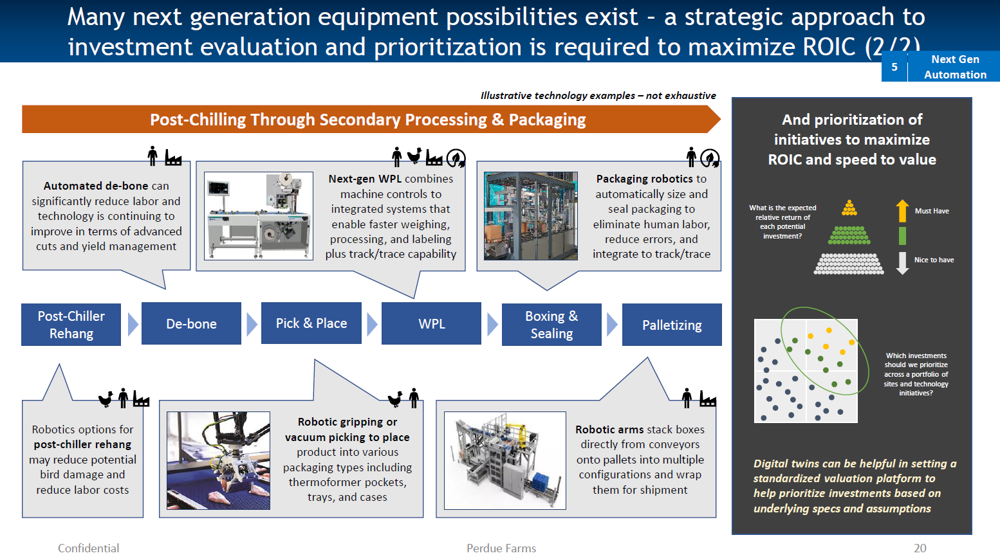 Many next generation equipment possibilities exist – a strategic approach to
investment evaluation and prioritization is required to maximize ROIC (2/2)
5
Next Gen
Automation
Illustrative technology examples – not exhaustive
Post-Chilling Through Secondary Processing & Packaging
Automated de-bone can
significantly reduce labor and
technology is continuing to
improve in terms of advanced
cuts and yield management
Next-gen WPL combines
machine controls to
integrated systems that
enable faster weighing,
processing, and labeling
plus track/trace capability
Packaging robotics to
automatically size and
seal packaging to
eliminate human labor,
reduce errors, and
integrate to track/trace
Post-Chiller
Rehang
De-bone
Pick & Place
WPL
Boxing &
Sealing
Palletizing
Robotics options for
post-chiller rehang
may reduce potential
bird damage and
reduce labor costs
Robotic gripping or
vacuum picking to place
product into various
packaging types including
thermoformer pockets,
trays, and cases
Robotic arms stack boxes
directly from conveyors
onto pallets into multiple
configurations and wrap
them for shipment
And prioritization of
initiatives to maximize
ROIC and speed to value
What is the expected
relative return of
each potential
investment?
Must Have
Nice to have
Which investments
should we prioritize
across a portfolio of
sites and technology
initiatives?
Digital twins can be helpful in setting a
standardized valuation platform to
help prioritize investments based on
underlying specs and assumptions
Confidential
Perdue Farms
20